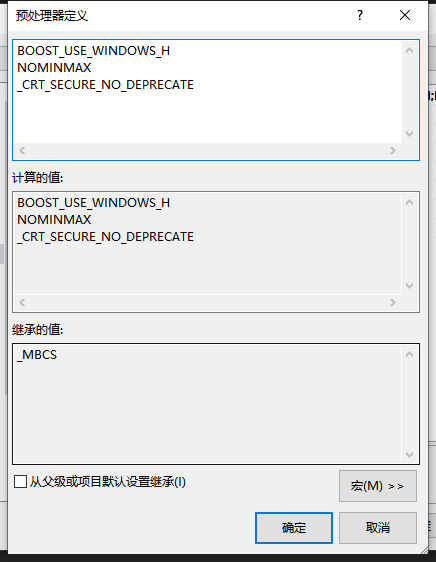 预处理器定义
BOOST_USE_WINDOWS_H
NOMINMAX
_CRT_SECURE_NO_DEPRECATE
计算的值:
BOOST_USE_WINDOWS_H
NOMINMAX
_CRT_SECURE_NO_DEPRECATE
继承的值:
_MBCS
从父级或项目默认设置继承(I)
宏(M) >>
确定
取消